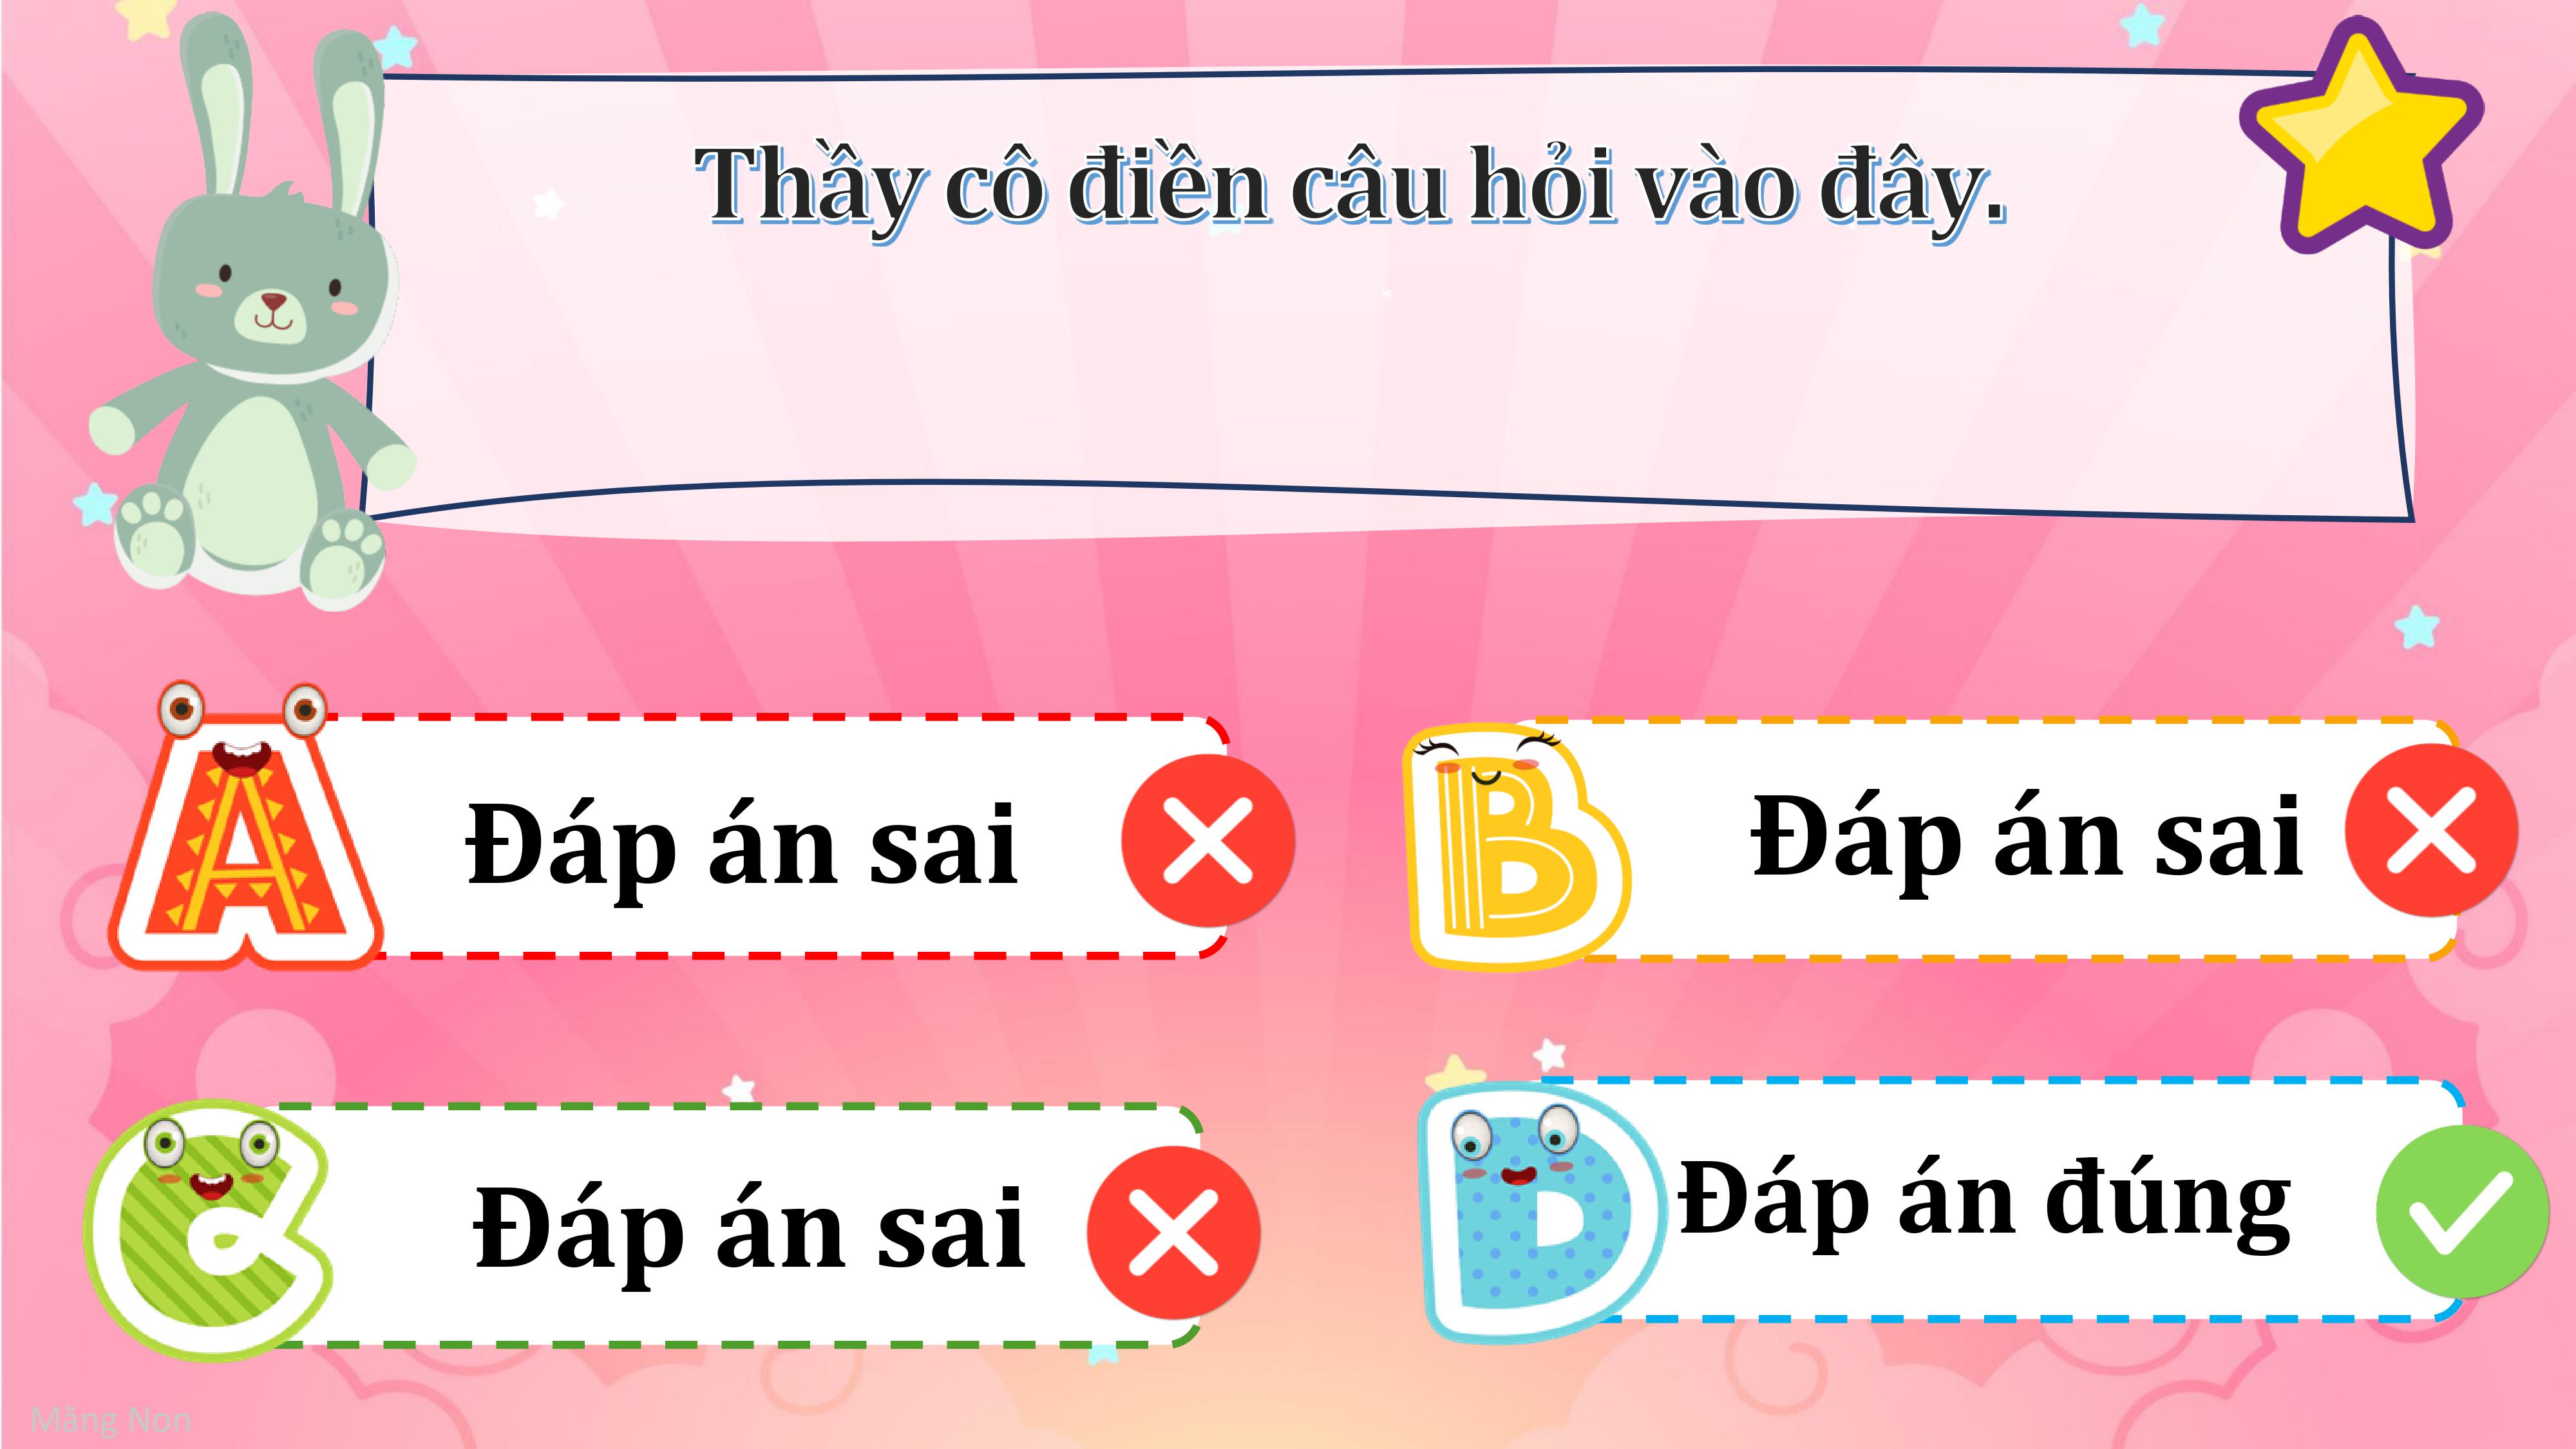 Thầy cô điền câu hỏi vào đây.
A Đáp án sai
B Đáp án sai
C Đáp án sai
D Đáp án đúng
Măng Non